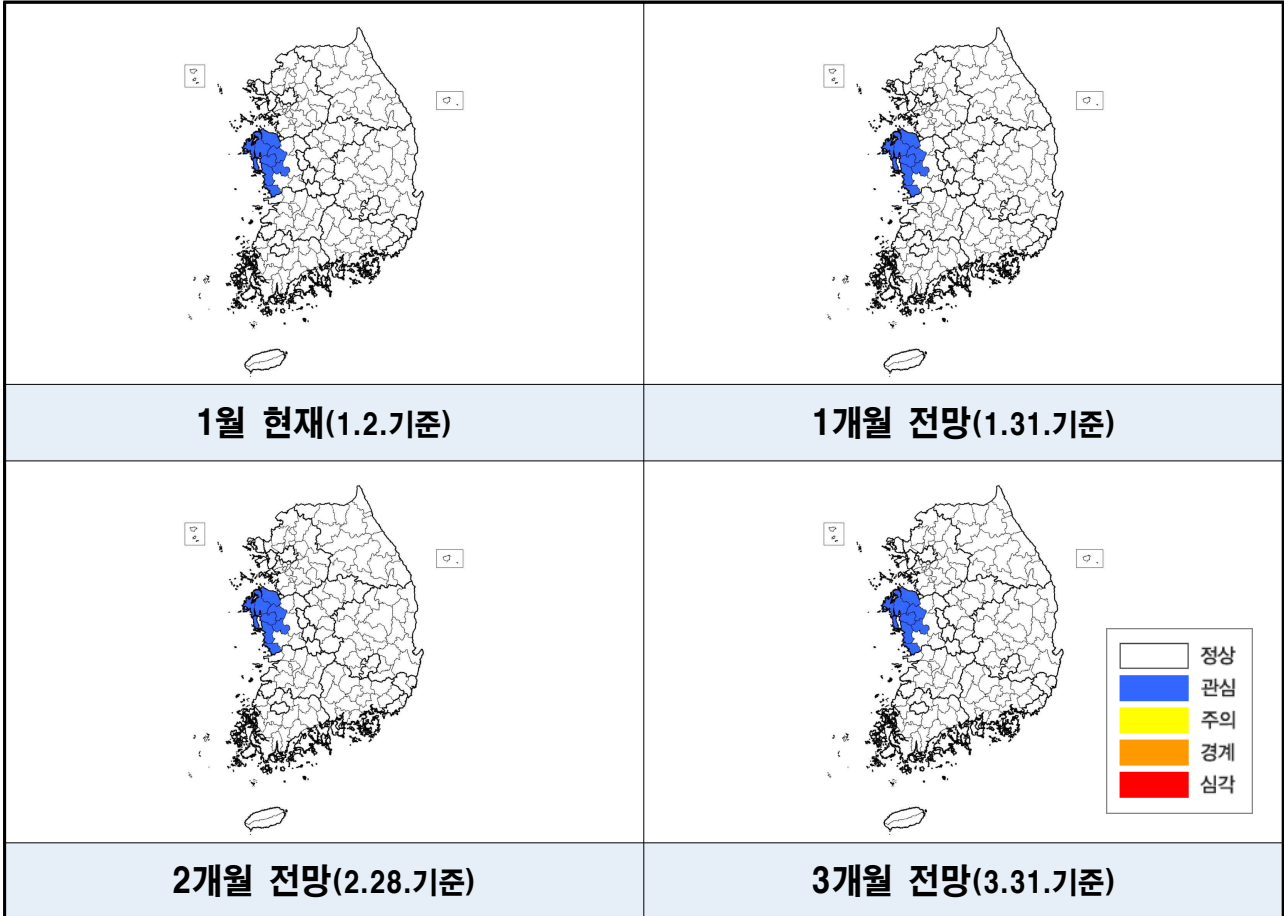 1월 현재(1.2.기준)
1개월 전망(1.31.기준)
정상
관심
주의
경계
심각
2개월 전망(2.28.기준)
3개월 전망(3.31.기준)